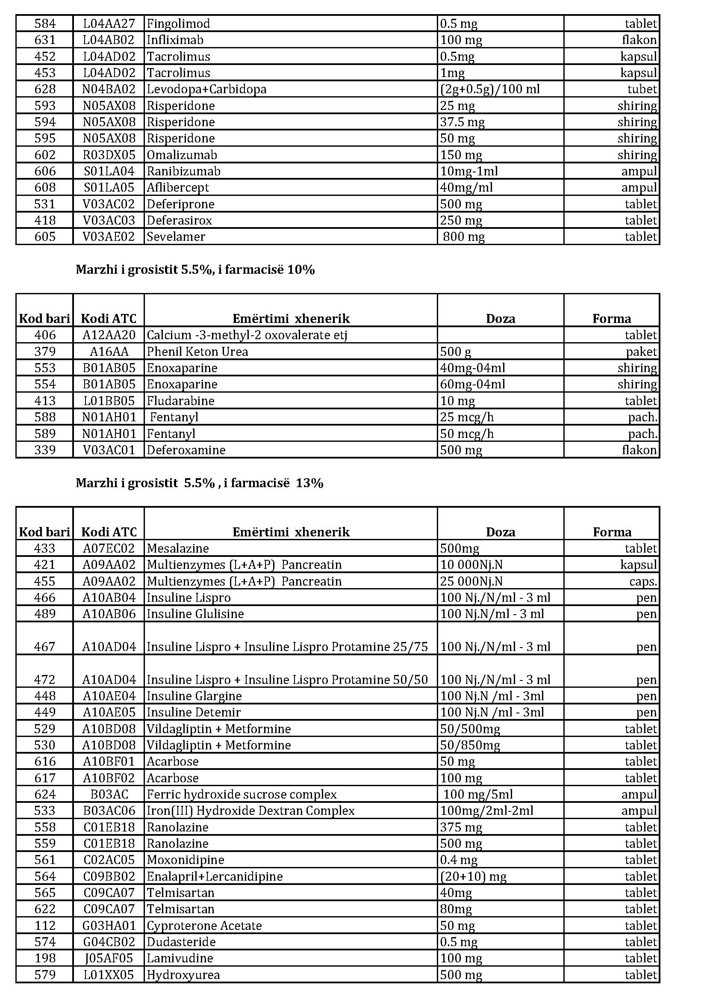 584 L04AA27 Fingolimod 0.5 mg tablet
631 L04AB02 Infliximab 100 mg flakon
452 L04AD02 Tacrolimus 0.5mg kapsul
453 L04AD02 Tacrolimus 1mg kapsul
628 N04BA02 Levodopa+Carbidopa (2g+0.5g)/100 ml tubet
593 N05AX08 Risperidone 25 mg shiring
594 N05AX08 Risperidone 37.5 mg shiring
595 N05AX08 Risperidone 50 mg shiring
602 R03DX05 Omalizumab 150 mg shiring
606 S01LA04 Ranibizumab 10mg-1ml ampul
608 S01LA05 Aflibercept 40mg/ml ampul
531 V03AC02 Deferiprone 500 mg tablet
418 V03AC03 Deferasirox 250 mg tablet
605 V03AE02 Sevelamer 800 mg tablet
Marzhi i grosistit 5.5%, i farmacisë 10%
Kod bari Kodi ATC Emërtimi xhenerik Doza Forma
406 A12AA20 Calcium -3-methyl-2 oxovalerate etj tablet
379 A16AA Phenil Keton Urea 500 g paket
553 B01AB05 Enoxaparine 40mg-04ml shiring
554 B01AB05 Enoxaparine 60mg-04ml shiring
413 L01BB05 Fludarabine 10 mg tablet
588 N01AH01 Fentanyl 25 mcg/h pach.
589 N01AH01 Fentanyl 50 mcg/h pach.
339 V03AC01 Deferoxamine 500 mg flakon
Marzhi i grosistit 5.5% , i farmacisë 13%
Kod bari Kodi ATC Emërtimi xhenerik Doza Forma
433 A07EC02 Mesalazine 500mg tablet
421 A09AA02 Multienzymes (L+A+P) Pancreatin 10 000Nj.N kapsul
455 A09AA02 Multienzymes (L+A+P) Pancreatin 25 000Nj.N caps.
466 A10AB04 Insuline Lispro 100 Nj./N/ml - 3 ml pen
489 A10AB06 Insuline Glulisine 100 Nj.N/ml - 3 ml pen
467 A10AD04 Insuline Lispro + Insuline Lispro Protamine 25/75 100 Nj./N/ml - 3 ml pen
472 A10AD04 Insuline Lispro + Insuline Lispro Protamine 50/50 100 Nj./N/ml - 3 ml pen
448 A10AE04 Insuline Glargine 100 Nj.N /ml - 3ml pen
449 A10AE05 Insuline Detemir 100 Nj.N /ml - 3ml pen
529 A10BD08 Vildagliptin + Metformine 50/500mg tablet
530 A10BD08 Vildagliptin + Metformine 50/850mg tablet
616 A10BF01 Acarbose 50 mg tablet
617 A10BF02 Acarbose 100 mg tablet
624 B03AC Ferric hydroxide sucrose complex 100 mg/5ml ampul
533 B03AC06 Iron(III) Hydroxide Dextran Complex 100mg/2ml-2ml ampul
558 C01EB18 Ranolazine 375 mg tablet
559 C01EB18 Ranolazine 500 mg tablet
561 C02AC05 Moxonidipine 0.4 mg tablet
564 C09BB02 Enalapril+Lercanidipine (20+10) mg tablet
565 C09CA07 Telmisartan 40mg tablet
622 C09CA07 Telmisartan 80mg tablet
112 G03HA01 Cyproterone Acetate 50 mg tablet
574 G04CB02 Dudasteride 0.5 mg tablet
198 J05AF05 Lamivudine 100 mg tablet
579 L01XX05 Hydroxyurea 500 mg tablet